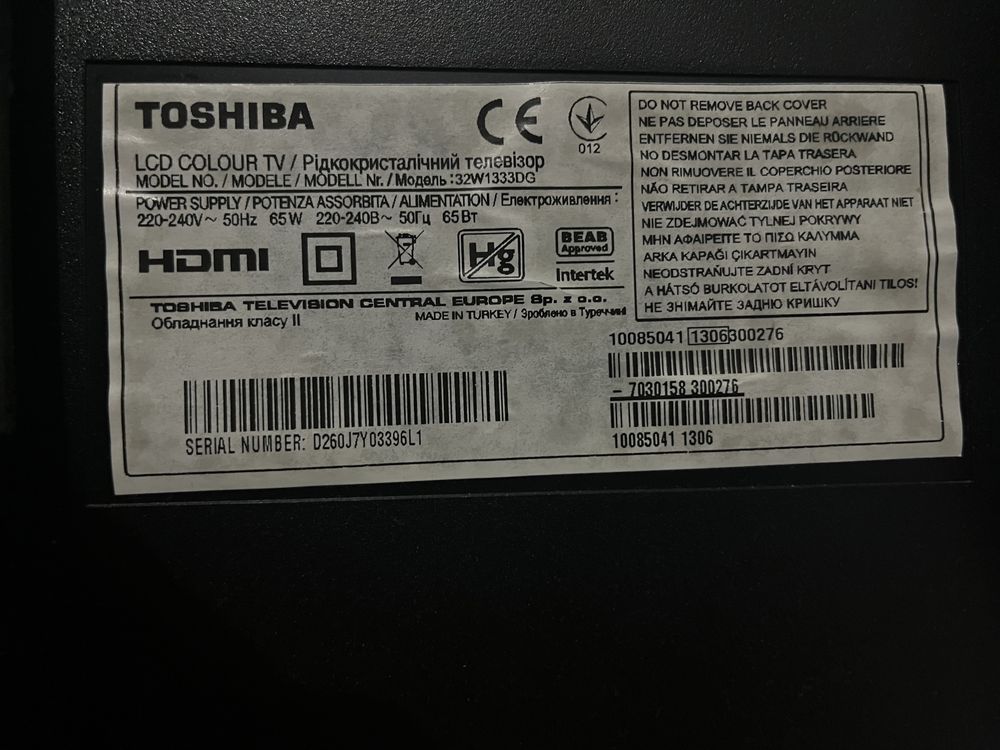 TOSHIBA
CE
012
LCD COLOUR TV / Рідкокристалічний телевізор
MODEL NO. / MODELE / MODELL Nr. / Модель :32W1333DG
POWER SUPPLY / POTENZA ASSORBITA / ALIMENTATION / Електроживлення :
220-240V~ 50Hz 65W 220-240В~ 50Гц 65Вт
HDMI
Hg
BEAB
Approved
Intertek
TOSHIBA TELEVISION CENTRAL EUROPE Sp. z o.o.
Обладнання класу II
MADE IN TURKEY / Зроблено в Туреччині
SERIAL NUMBER: D260J7Y03396L1
DO NOT REMOVE BACK COVER
NE PAS DEPOSER LE PANNEAU ARRIERE
ENTFERNEN SIE NIEMALS DIE RÜCKWAND
NO DESMONTAR LA TAPA TRASERA
NON RIMUOVERE IL COPERCHIO POSTERIORE
NÃO RETIRAR A TAMPA TRASEIRA
VERWIJDER DE ACHTERZIJDE VAN HET APPARAAT NIET
NIE ZDEJMOWAC TYLNEJ POKRYWY
ΜΗΝ ΑΦΑΙΡΕΙΤΕ ΤΟ ΠΙΣΩ ΚΑΛΥΜΜΑ
ARKA KAPAĞI ÇIKARTMAYIN
NEODSTRAŇUJTE ZADNÍ KRYT
A HÁTSÓ BURKOLATOT ELTÁVOLÍTANI TILOS!
НЕ ЗНІМАЙТЕ ЗАДНЮ КРИШКУ
10085041 1306300276
- 7030158 300276
10085041 1306